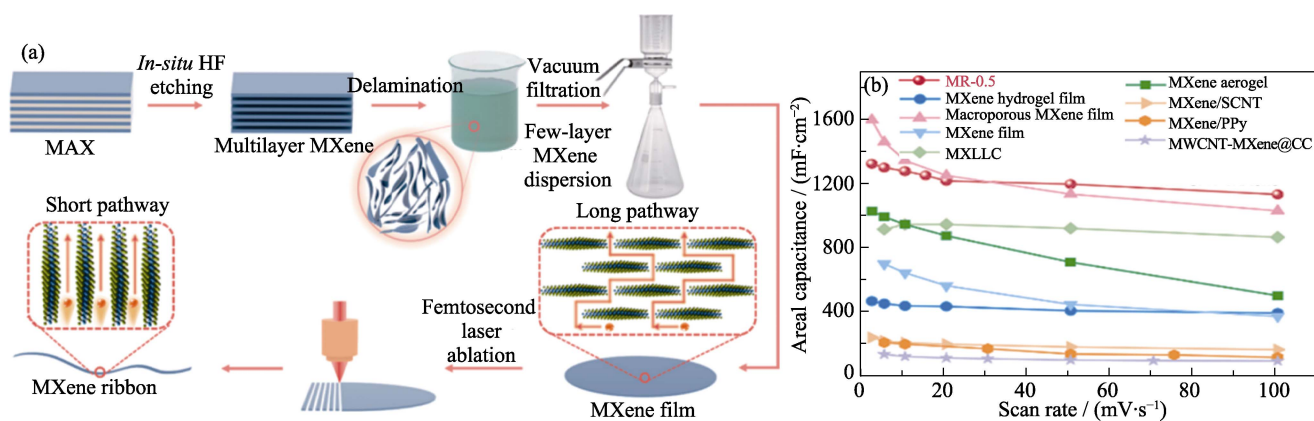 (a)
In-situ HF
etching
MAX
Multilayer MXene
Delamination
Vacuum
filtration
Few-layer
MXene
dispersion
Short pathway
MXene ribbon
Femtosecond
laser
ablation
Long pathway
MXene film
(b)
MR-0.5
MXene hydrogel film
Macroporous MXene film
MXene film
MXLLC
MXene aerogel
MXene/SCNT
MXene/PPy
MWCNT-MXene@CC
Areal capacitance / (mF·cm⁻²)
1600
1200
800
400
0
0 20 40 60 80 100
Scan rate / (mV·s⁻¹)